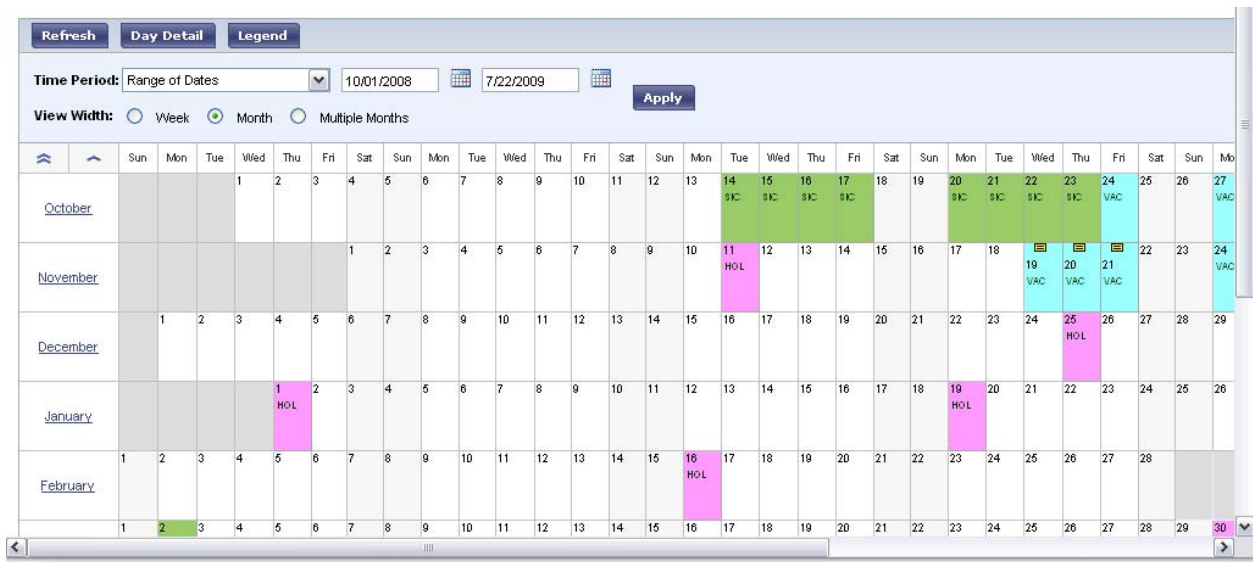 Refresh Day Detail Legend
Time Period: Range of Dates 10/01/2008 7/22/2009
Apply
View Width: Week Month Multiple Months
Sun Mon Tue Wed Thu Fri Sat Sun Mon Tue Wed Thu Fri Sat Sun Mon Tue Wed Thu Fri Sat Sun Mon Tue Wed Thu Fri Sat Sun Mo
1 2 3 4 5 6 7 8 9 10 11 12 13 14 15 16 17 18 19 20 21 22 23 24 25 26 27
October SIC SIC SIC SIC SIC SIC SIC SIC VAC VAC
1 2 3 4 5 6 7 8 9 10 11 12 13 14 15 16 17 18 19 20 21 22 23 24
November HOL VAC VAC VAC VAC
1 2 3 4 5 6 7 8 9 10 11 12 13 14 15 16 17 18 19 20 21 22 23 24 25 26 27 28 29
December HOL
1 2 3 4 5 6 7 8 9 10 11 12 13 14 15 16 17 18 19 20 21 22 23 24 25 26
January HOL HOL
1 2 3 4 5 6 7 8 9 10 11 12 13 14 15 16 17 18 19 20 21 22 23 24 25 26 27 28
February HOL
1 2 3 4 5 6 7 8 9 10 11 12 13 14 15 16 17 18 19 20 21 22 23 24 25 26 27 28 29 30